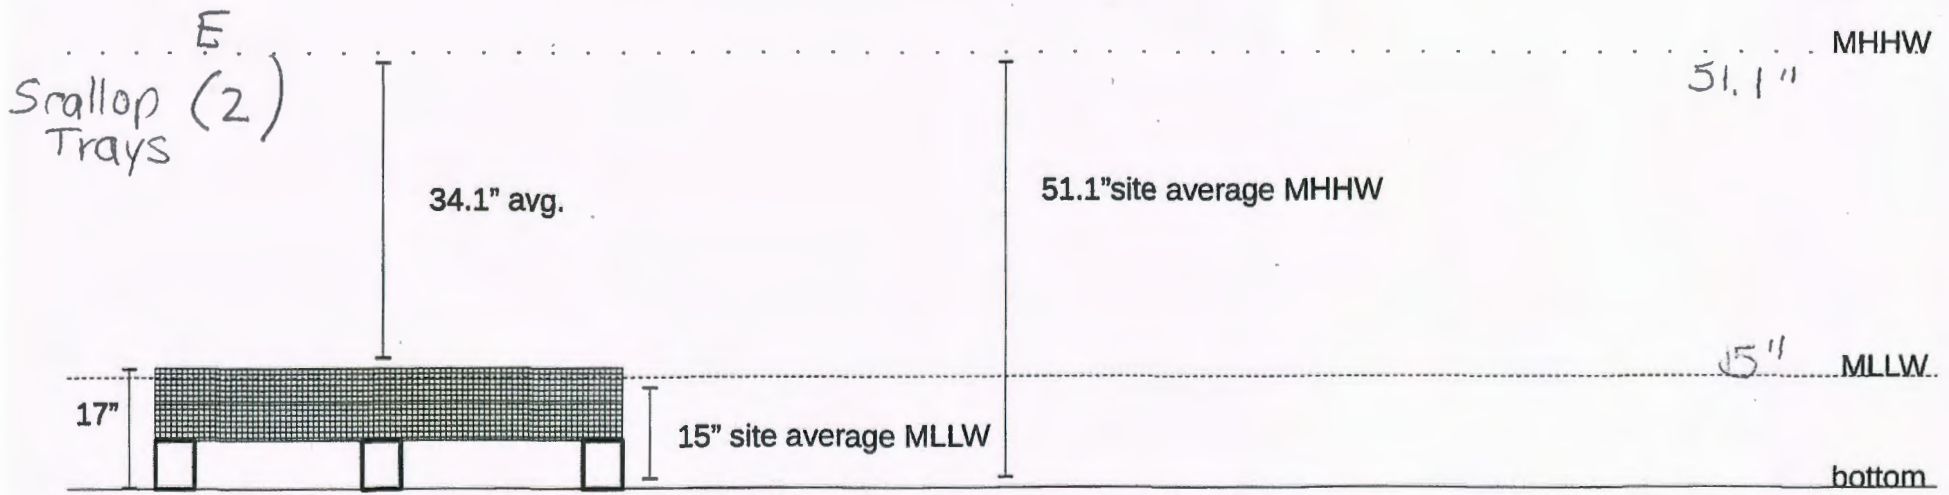 E
MHHW
51.1"
Scallop (2)
Trays
34.1” avg.
51.1”site average MHHW
15"
MLLW
17”
15” site average MLLW
bottom